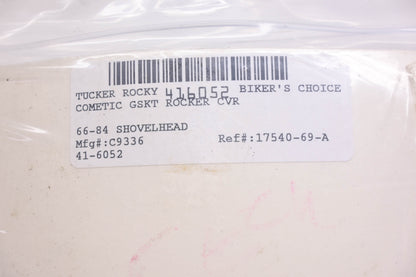 TUCKER ROCKY 416052 BIKER'S CHOICE
COMETIC GSKT ROCKER CVR
66-84 SHOVELHEAD
Mfg#:C9336 Ref#:17540-69-A
41-6052